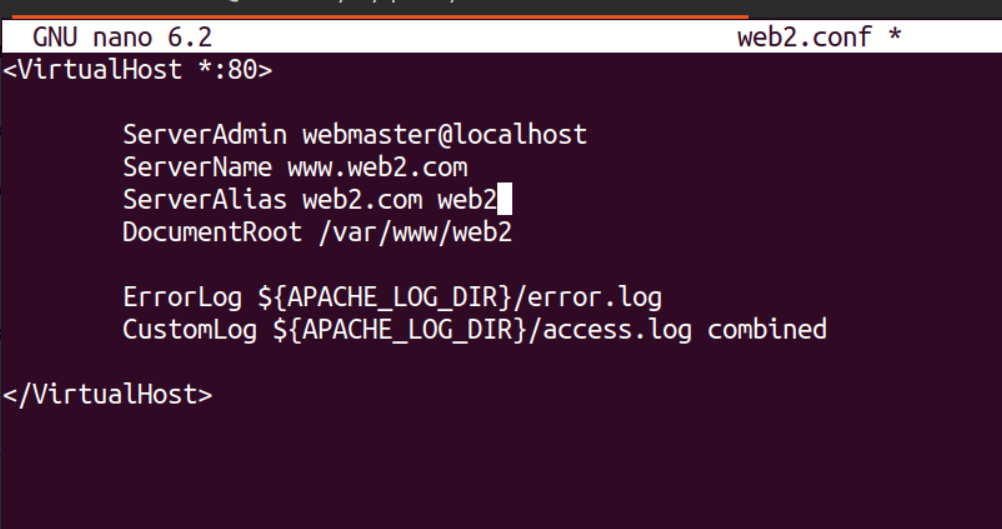 GNU nano 6.2 web2.conf *
<VirtualHost *:80>
ServerAdmin webmaster@localhost
ServerName www.web2.com
ServerAlias web2.com web2
DocumentRoot /var/www/web2
ErrorLog ${APACHE_LOG_DIR}/error.log
CustomLog ${APACHE_LOG_DIR}/access.log combined
</VirtualHost>